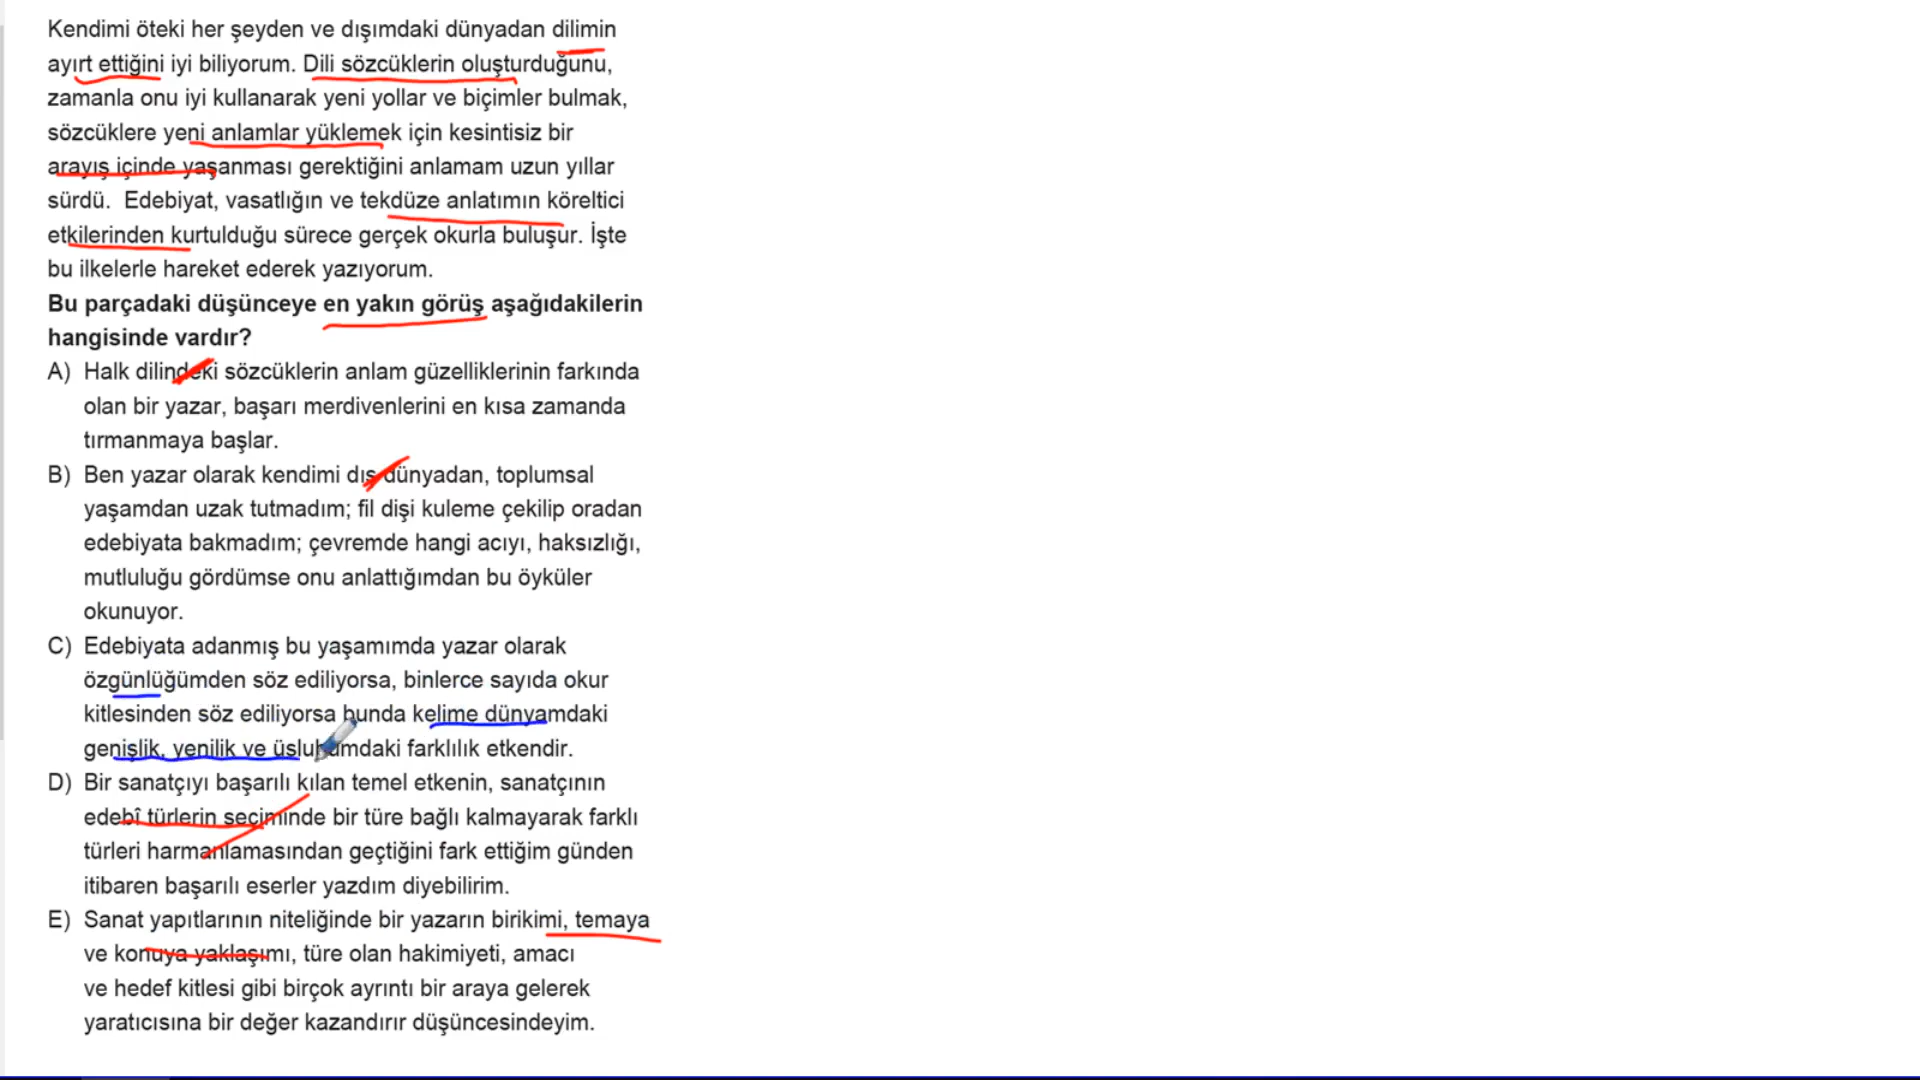 Kendimi öteki her şeyden ve dışımdaki dünyadan dilimin
ayırt ettiğini iyi biliyorum. Dili sözcüklerin oluşturduğunu,
zamanla onu iyi kullanarak yeni yollar ve biçimler bulmak,
sözcüklere yeni anlamlar yüklemek için kesintisiz bir
arayış içinde yaşanması gerektiğini anlamam uzun yıllar
sürdü. Edebiyat, vasatlığın ve tekdüze anlatımın köreltici
etkilerinden kurtulduğu sürece gerçek okurla buluşur. İşte
bu ilkelerle hareket ederek yazıyorum.
Bu parçadaki düşünceye en yakın görüş aşağıdakilerin
hangisinde vardır?
A) Halk dilindeki sözcüklerin anlam güzelliklerinin farkında
olan bir yazar, başarı merdivenlerini en kısa zamanda
tırmanmaya başlar.
B) Ben yazar olarak kendimi dış dünyadan, toplumsal
yaşamdan uzak tutmadım; fil dişi kuleme çekilip oradan
edebiyata bakmadım; çevremde hangi acıyı, haksızlığı,
mutluluğu gördümse onu anlattığımdan bu öyküler
okunuyor.
C) Edebiyata adanmış bu yaşamımda yazar olarak
özgünlüğümden söz ediliyorsa, binlerce sayıda okur
kitlesinden söz ediliyorsa bunda kelime dünyamdaki
genişlik, yenilik ve üslubumdaki farklılık etkendir.
D) Bir sanatçıyı başarılı kılan temel etkenin, sanatçının
edebî türlerin seçiminde bir türe bağlı kalmayarak farklı
türleri harmanlamasından geçtiğini fark ettiğim günden
itibaren başarılı eserler yazdım diyebilirim.
E) Sanat yapıtlarının niteliğinde bir yazarın birikimi, temaya
ve konuya yaklaşımı, türe olan hakimiyeti, amacı
ve hedef kitlesi gibi birçok ayrıntı bir araya gelerek
yaratıcısına bir değer kazandırır düşüncesindeyim.